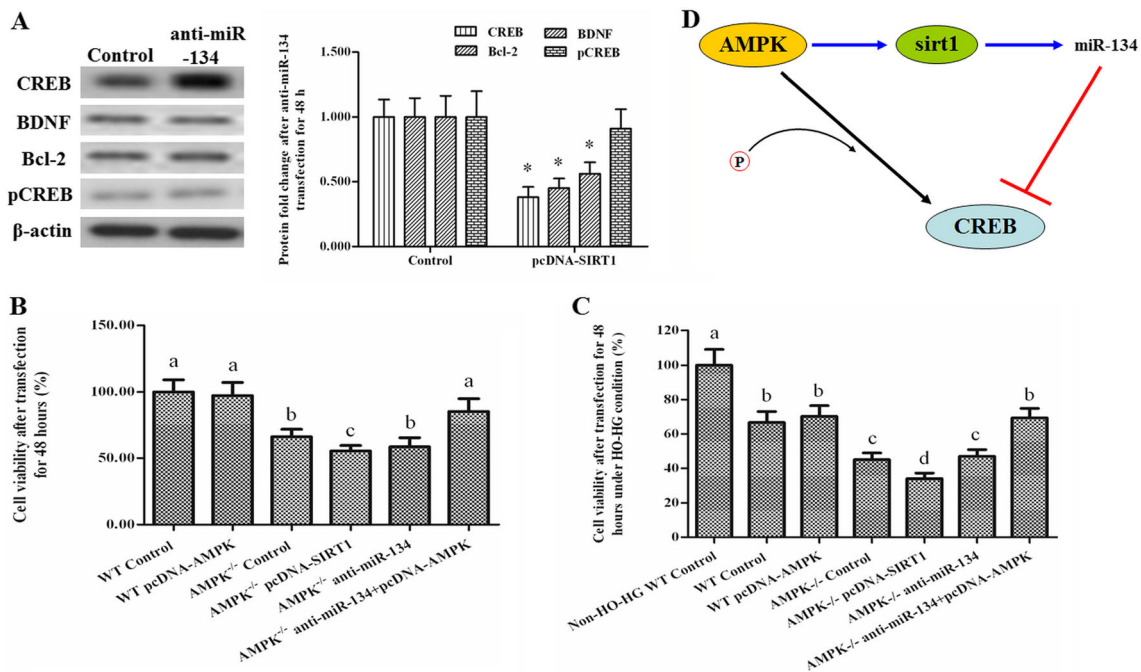 A
Control
anti-miR
-134
CREB
BDNF
Bcl-2
pCREB
β-actin
Protein fold change after anti-miR-134
transfection for 48 h
1.500
1.000
0.500
0.000
CREB
BDNF
Bcl-2
pCREB
* * *
Control
pcDNA-SIRT1
D
AMPK
sirt1
miR-134
P
CREB
B
Cell viability after transfection
for 48 hours (%)
150.00
100.00
50.00
0.00
a a b c b a
WT Control
WT pcDNA-AMPK
AMPK-/- Control
AMPK-/- pcDNA-SIRT1
AMPK-/- anti-miR-134
AMPK-/- anti-miR-134+pcDNA-AMPK
C
Cell viability after transfection for 48
hours under HO-HG condition (%)
120
100
80
60
40
20
0
a b b c d c b
Non-HO-HG WT Control
WT Control
WT pcDNA-AMPK
AMPK-/- Control
AMPK-/- pcDNA-SIRT1
AMPK-/- anti-miR-134
AMPK-/- anti-miR-134+pcDNA-AMPK